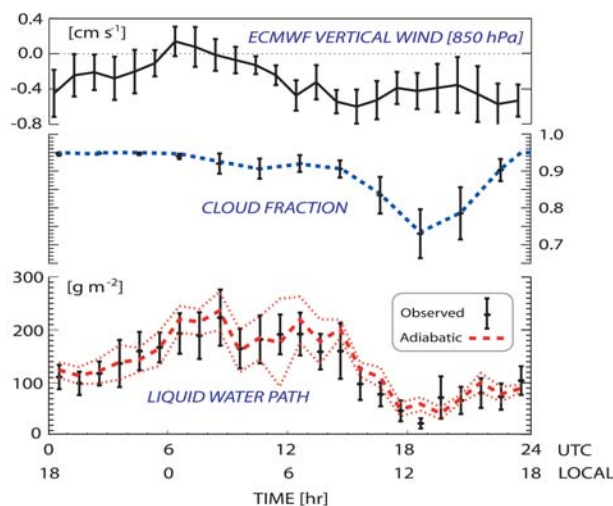 0.4
[cm s⁻¹]
ECMWF VERTICAL WIND [850 hPa]
0.0
-0.4
-0.8
1.0
0.9
CLOUD FRACTION
0.8
0.7
300
[g m⁻²]
Observed
200
Adiabatic
100
LIQUID WATER PATH
0
0 6 12 18 24 UTC
18 0 6 12 18 LOCAL
TIME [hr]